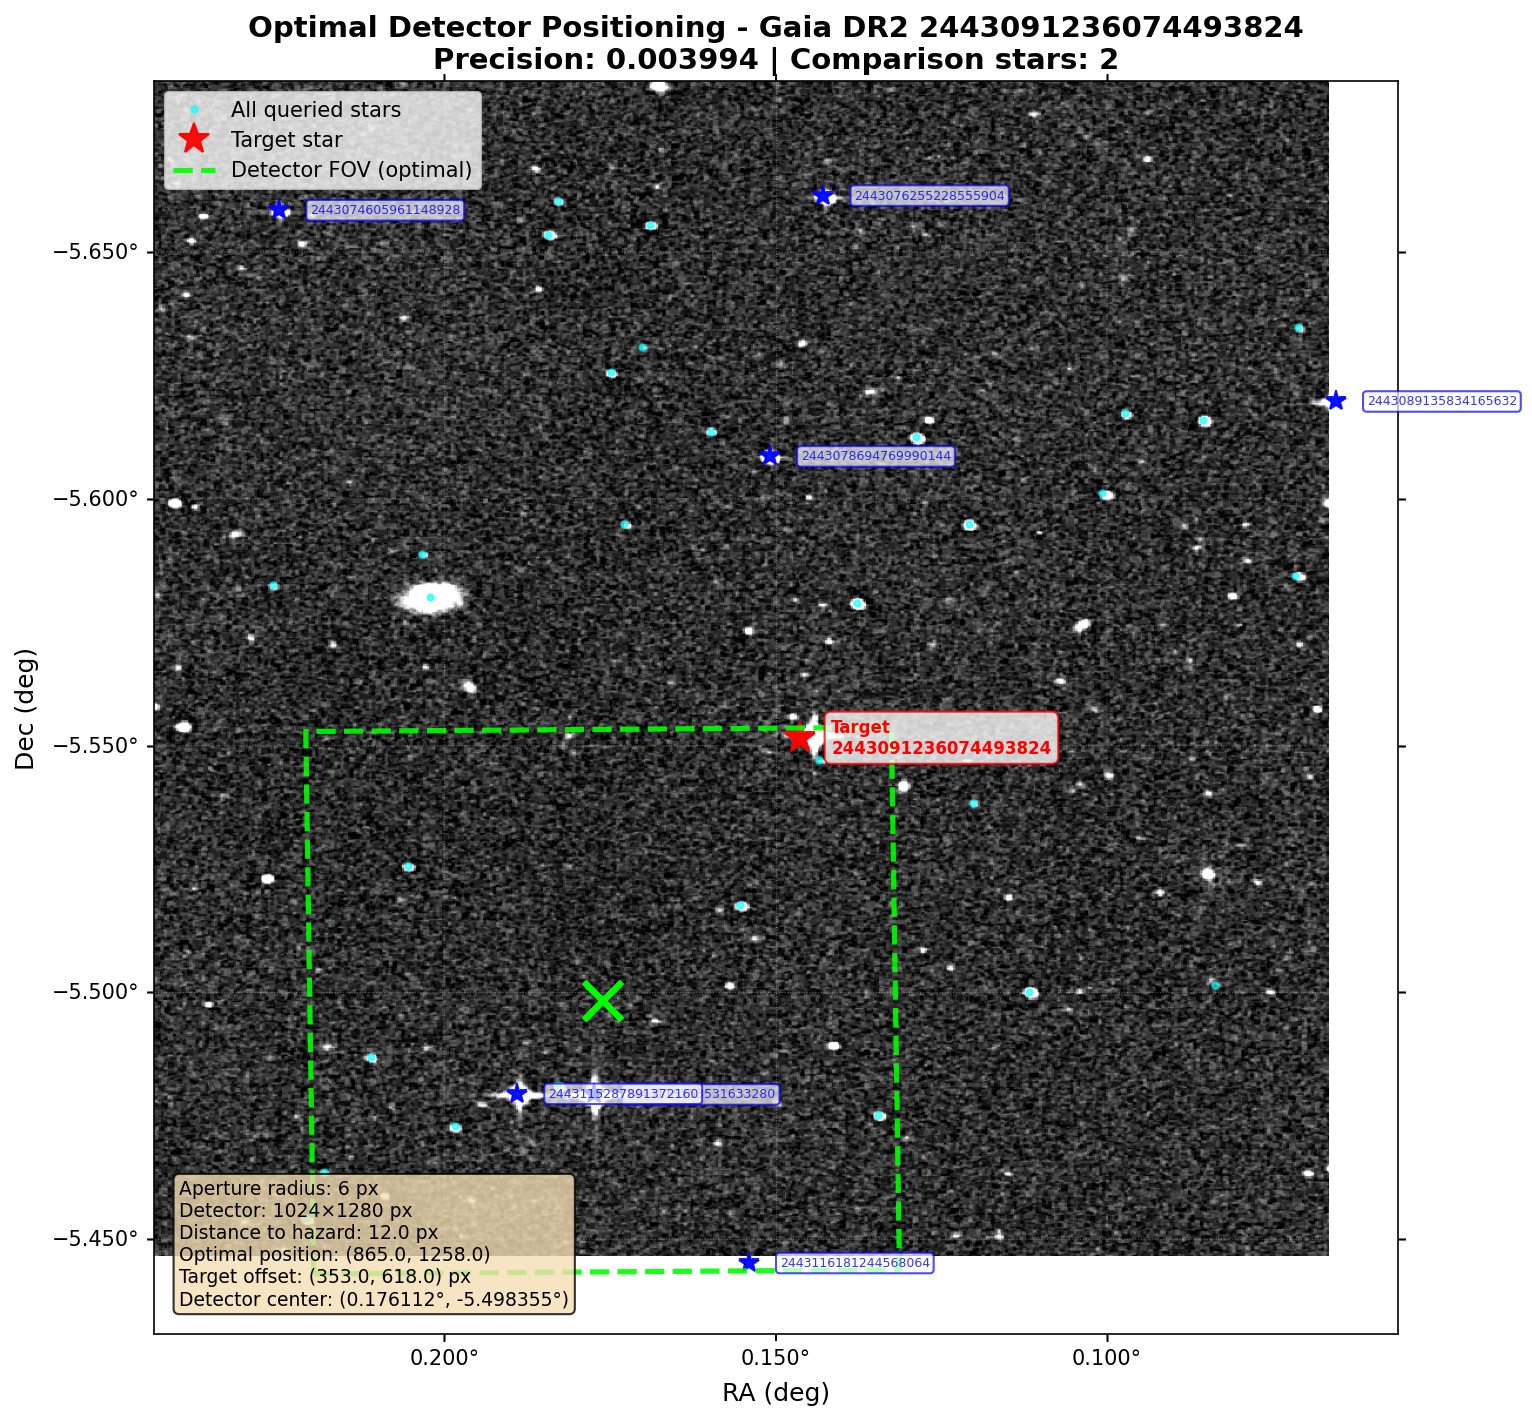 Optimal Detector Positioning - Gaia DR2 2443091236074493824
Precision: 0.003994 | Comparison stars: 2
All queried stars
Target star
Detector FOV (optimal)
2443074605961148928
2443076255228555904
2443089135834165632
2443078694769990144
Target
2443091236074493824
2443115287891372160
531633280
2443116181244568064
Aperture radius: 6 px
Detector: 1024×1280 px
Distance to hazard: 12.0 px
Optimal position: (865.0, 1258.0)
Target offset: (353.0, 618.0) px
Detector center: (0.176112°, -5.498355°)
−5.650°
−5.600°
−5.550°
−5.500°
−5.450°
Dec (deg)
0.200°
0.150°
0.100°
RA (deg)